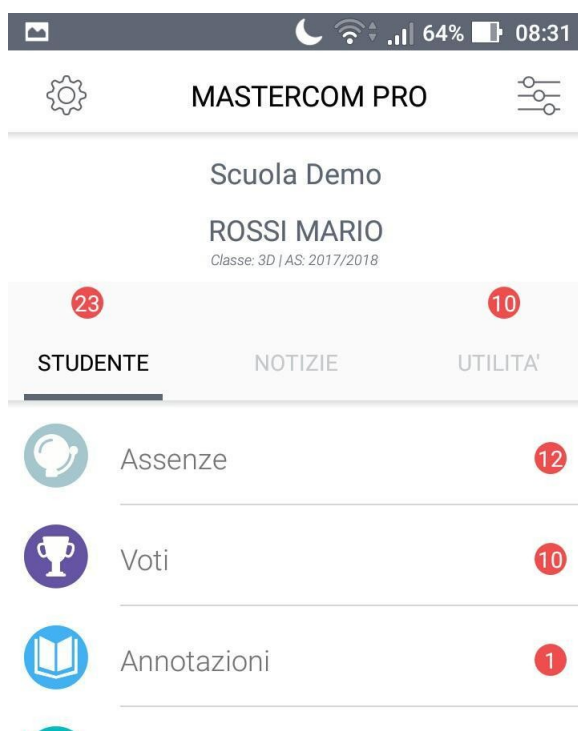 64% 08:31
MASTERCOM PRO
Scuola Demo
ROSSI MARIO
Classe: 3D | AS: 2017/2018
23 10
STUDENTE NOTIZIE UTILITA'
Assenze 12
Voti 10
Annotazioni 1